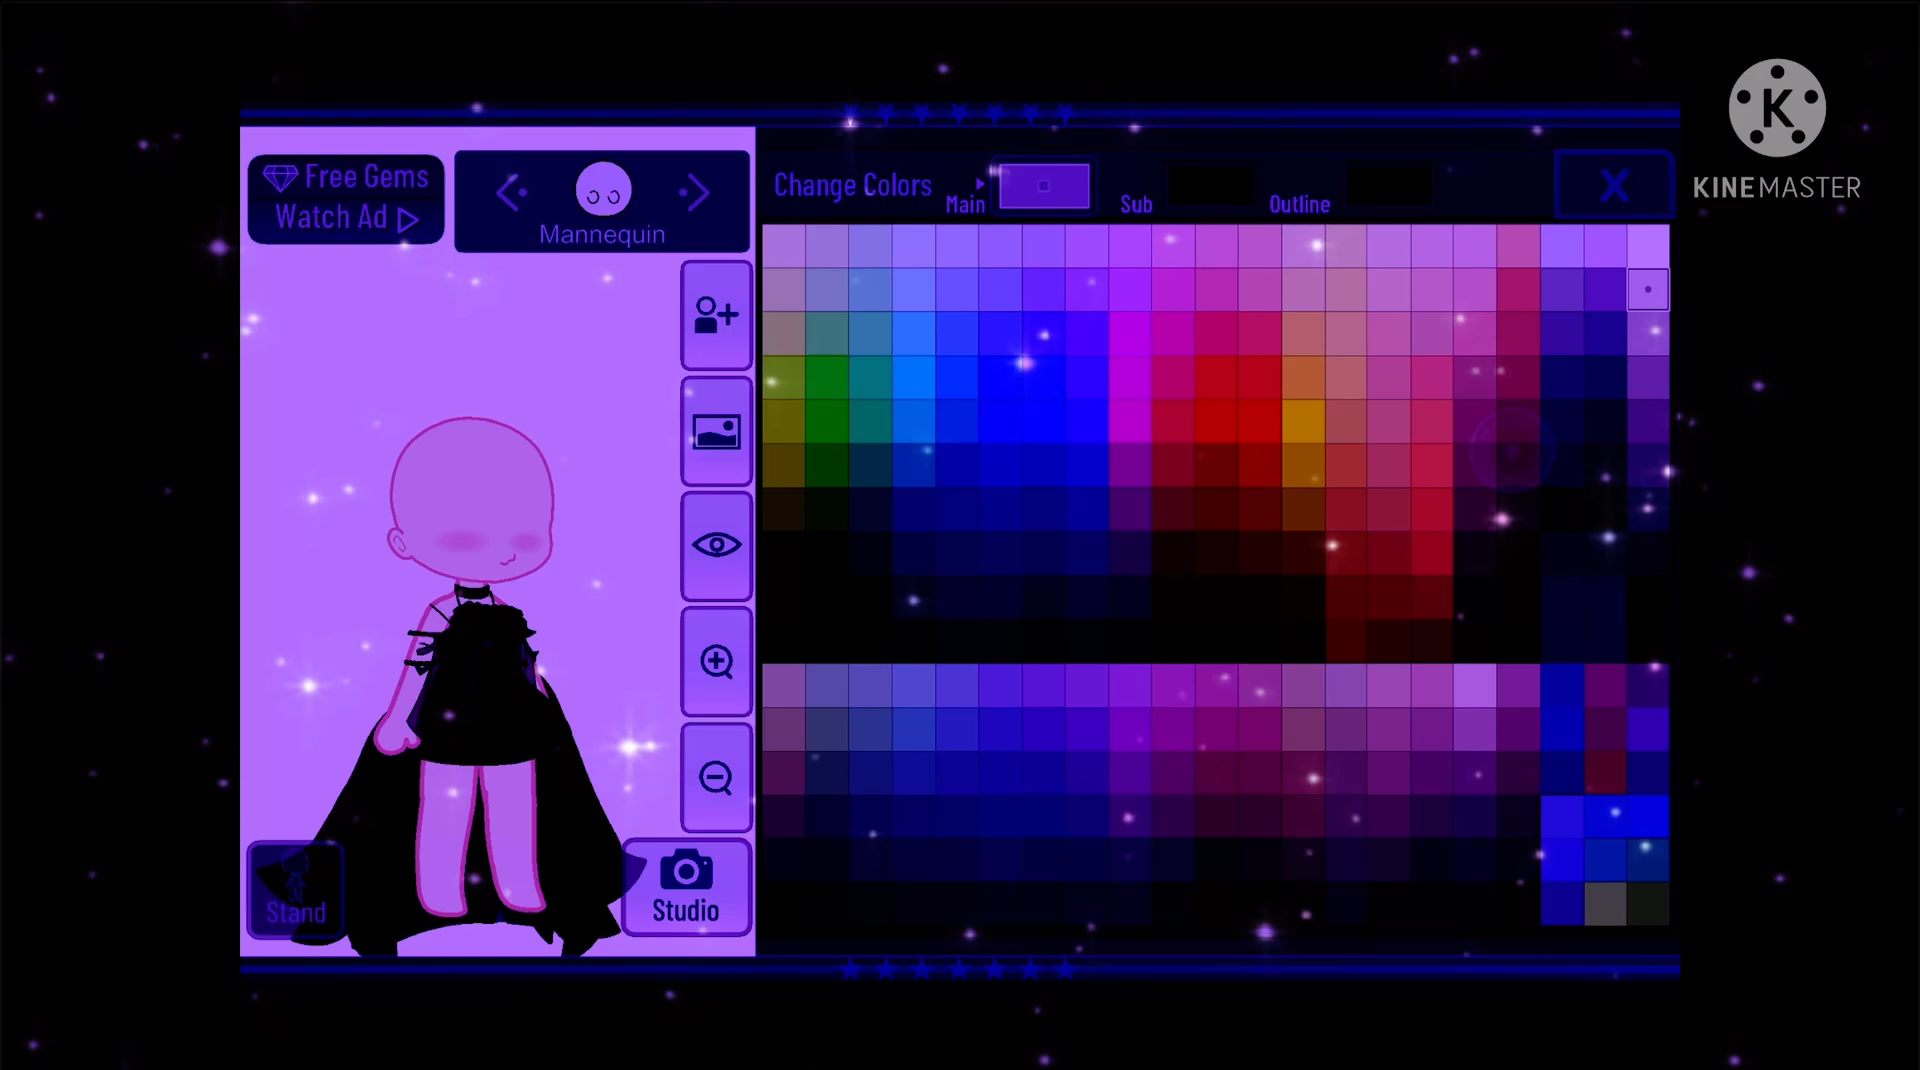 Free Gems
Watch Ad
Mannequin
Change Colors
Main
Sub
Outline
X
K
KINEMASTER
Stand
Studio